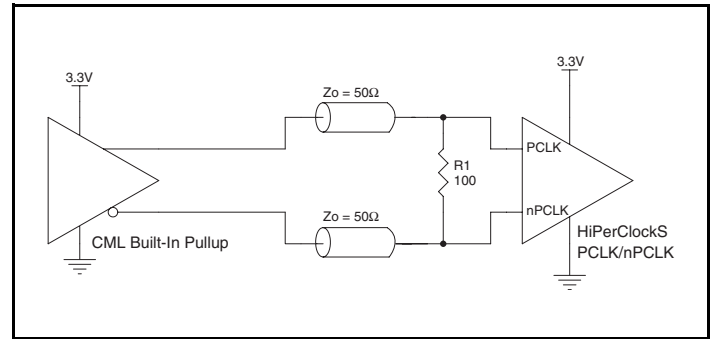 3.3V
3.3V
Zo = 50Ω
PCLK
R1
100
nPCLK
Zo = 50Ω
HiPerClockS
PCLK/nPCLK
CML Built-In Pullup